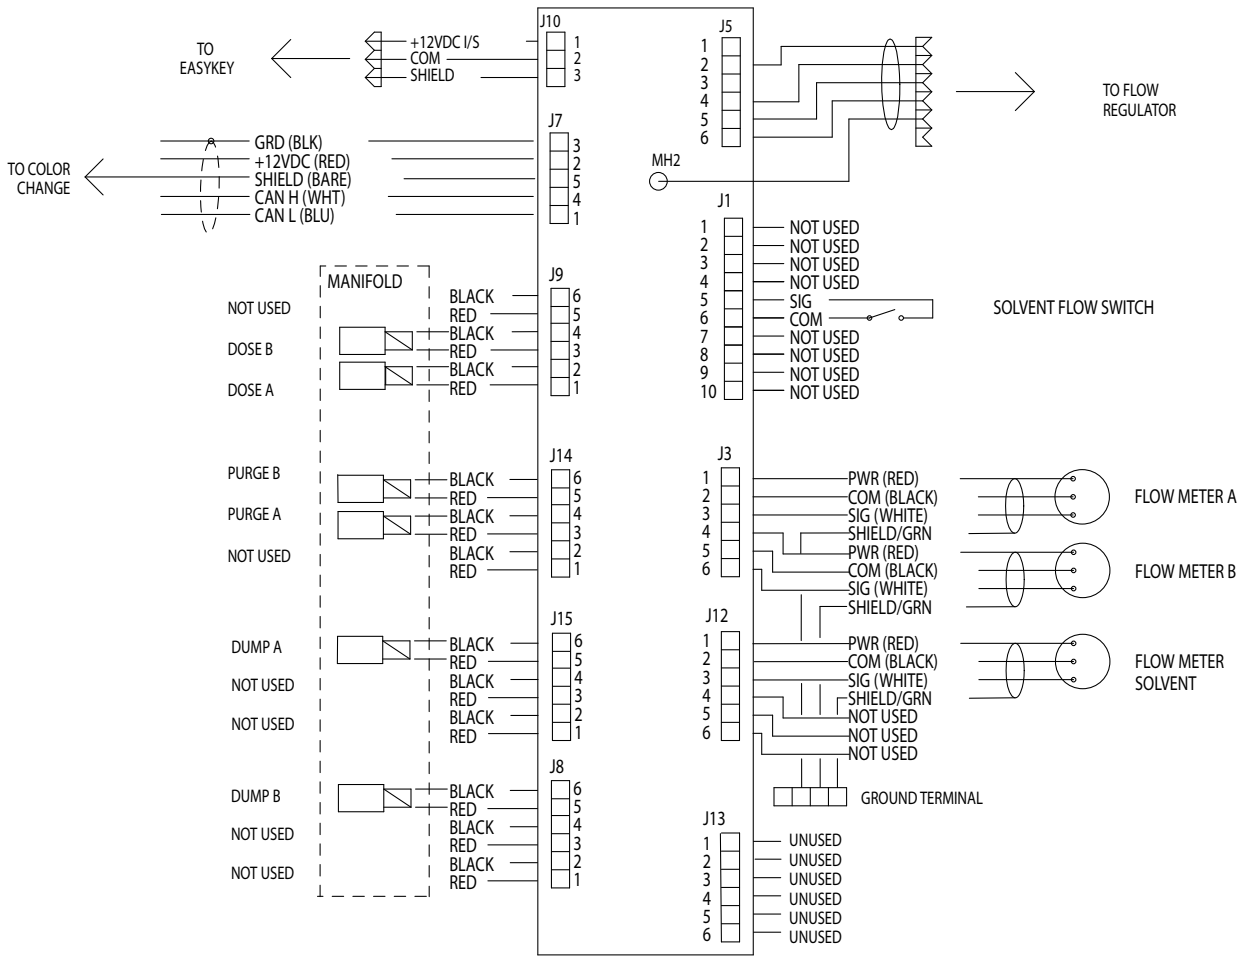 J10
+12VDC I/S 1
COM 2
SHIELD 3
TO
EASYKEY
J7
GRD (BLK) 3
+12VDC (RED) 2
SHIELD (BARE) 5
CAN H (WHT) 4
CAN L (BLU) 1
TO COLOR
CHANGE
MANIFOLD
J9
BLACK 6
RED 5
BLACK 4
RED 3
BLACK 2
RED 1
NOT USED
DOSE B
DOSE A
J14
BLACK 6
RED 5
BLACK 4
RED 3
BLACK 2
RED 1
PURGE B
PURGE A
NOT USED
J15
BLACK 6
RED 5
BLACK 4
RED 3
BLACK 2
RED 1
DUMP A
NOT USED
NOT USED
J8
BLACK 6
RED 5
BLACK 4
RED 3
BLACK 2
RED 1
DUMP B
NOT USED
NOT USED
J5
1
2
3
4
5
6
TO FLOW
REGULATOR
MH2
J1
1 NOT USED
2 NOT USED
3 NOT USED
4 NOT USED
5 SIG
6 COM
7 NOT USED
8 NOT USED
9 NOT USED
10 NOT USED
SOLVENT FLOW SWITCH
J3
1 PWR (RED)
2 COM (BLACK)
3 SIG (WHITE)
4 SHIELD/GRN
5 PWR (RED)
6 COM (BLACK)
SIG (WHITE)
SHIELD/GRN
FLOW METER A
FLOW METER B
J12
1 PWR (RED)
2 COM (BLACK)
3 SIG (WHITE)
4 SHIELD/GRN
5 NOT USED
6 NOT USED
NOT USED
FLOW METER
SOLVENT
GROUND TERMINAL
J13
1 UNUSED
2 UNUSED
3 UNUSED
4 UNUSED
5 UNUSED
6 UNUSED